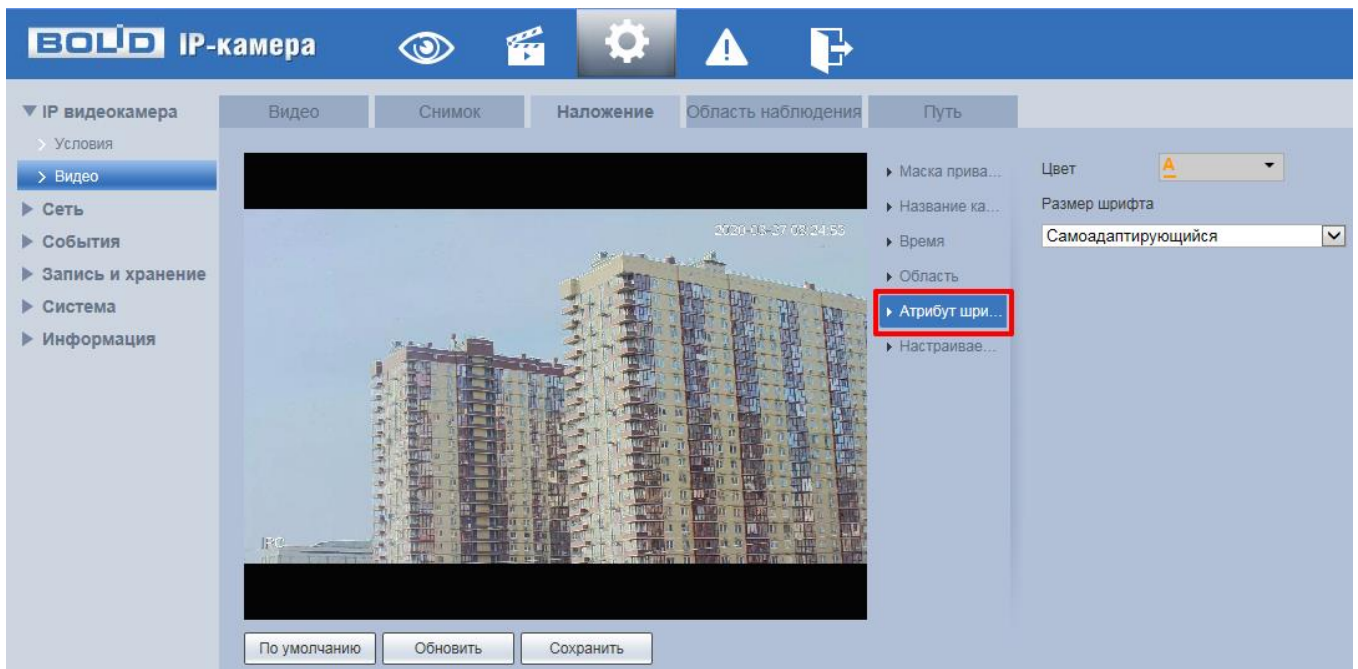 BOLID IP-камера
IP видеокамера
Условия
Видео
Сеть
События
Запись и хранение
Система
Информация
Видео
Снимок
Наложение
Область наблюдения
Путь
IPC
Маска прива...
Название ка...
Время
Область
Атрибут шри...
Настраивае...
Цвет
A
Размер шрифта
Самоадаптирующийся
По умолчанию
Обновить
Сохранить